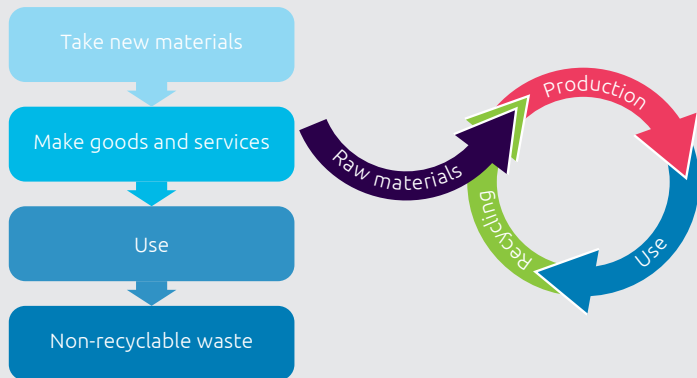 Take new materials
Make goods and services
Use
Non-recyclable waste
Raw materials
Production
Use
Recycling